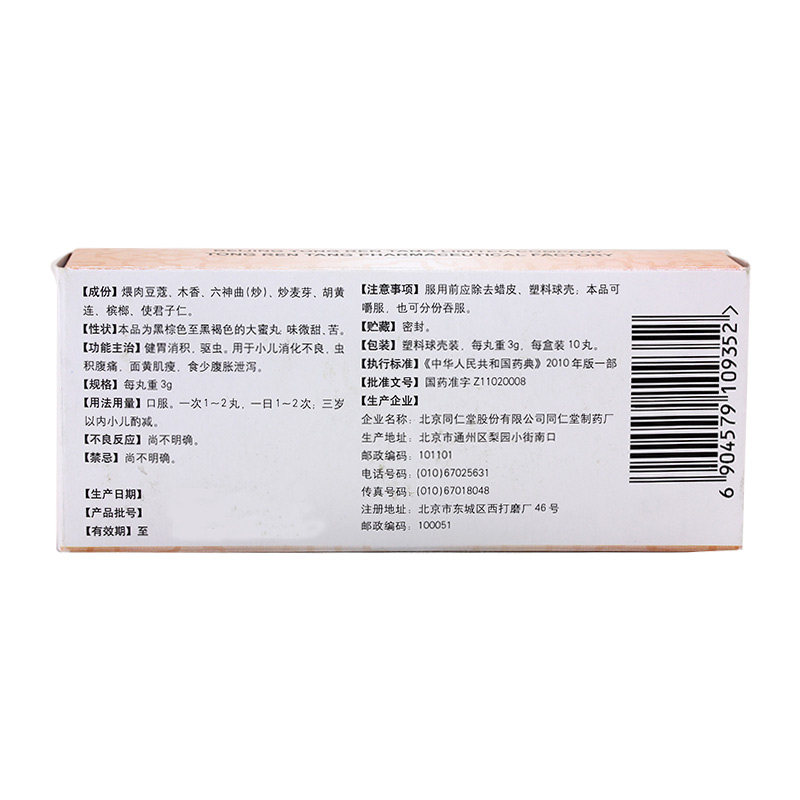 BEIJING TONG REN TANG LIMITED COMPANY
TONG REN TANG PHARMACEUTICAL FACTORY
【成份】煨肉豆蔻、木香、六神曲(炒)、炒麦芽、胡黄
连、槟榔、使君子仁。
【性状】本品为黑棕色至黑褐色的大蜜丸；味微甜、苦。
【功能主治】健胃消积，驱虫。用于小儿消化不良，虫
积腹痛，面黄肌瘦，食少腹胀泄泻。
【规格】每丸重3g
【用法用量】口服。一次1～2丸，一日1～2次；三岁
以内小儿酌减。
【不良反应】尚不明确。
【禁忌】尚不明确。
【生产日期】
【产品批号】
【有效期】至
【注意事项】服用前应除去蜡皮、塑料球壳；本品可
嚼服，也可分份吞服。
【贮藏】密封。
【包装】塑料球壳装，每丸重3g，每盒装10丸。
【执行标准】《中华人民共和国药典》2010年版一部
【批准文号】国药准字Z11020008
【生产企业】
企业名称：北京同仁堂股份有限公司同仁堂制药厂
生产地址：北京市通州区梨园小街南口
邮政编码：101101
电话号码：(010)67025631
传真号码：(010)67018048
注册地址：北京市东城区西打磨厂46号
邮政编码：100051
6 904579 109352